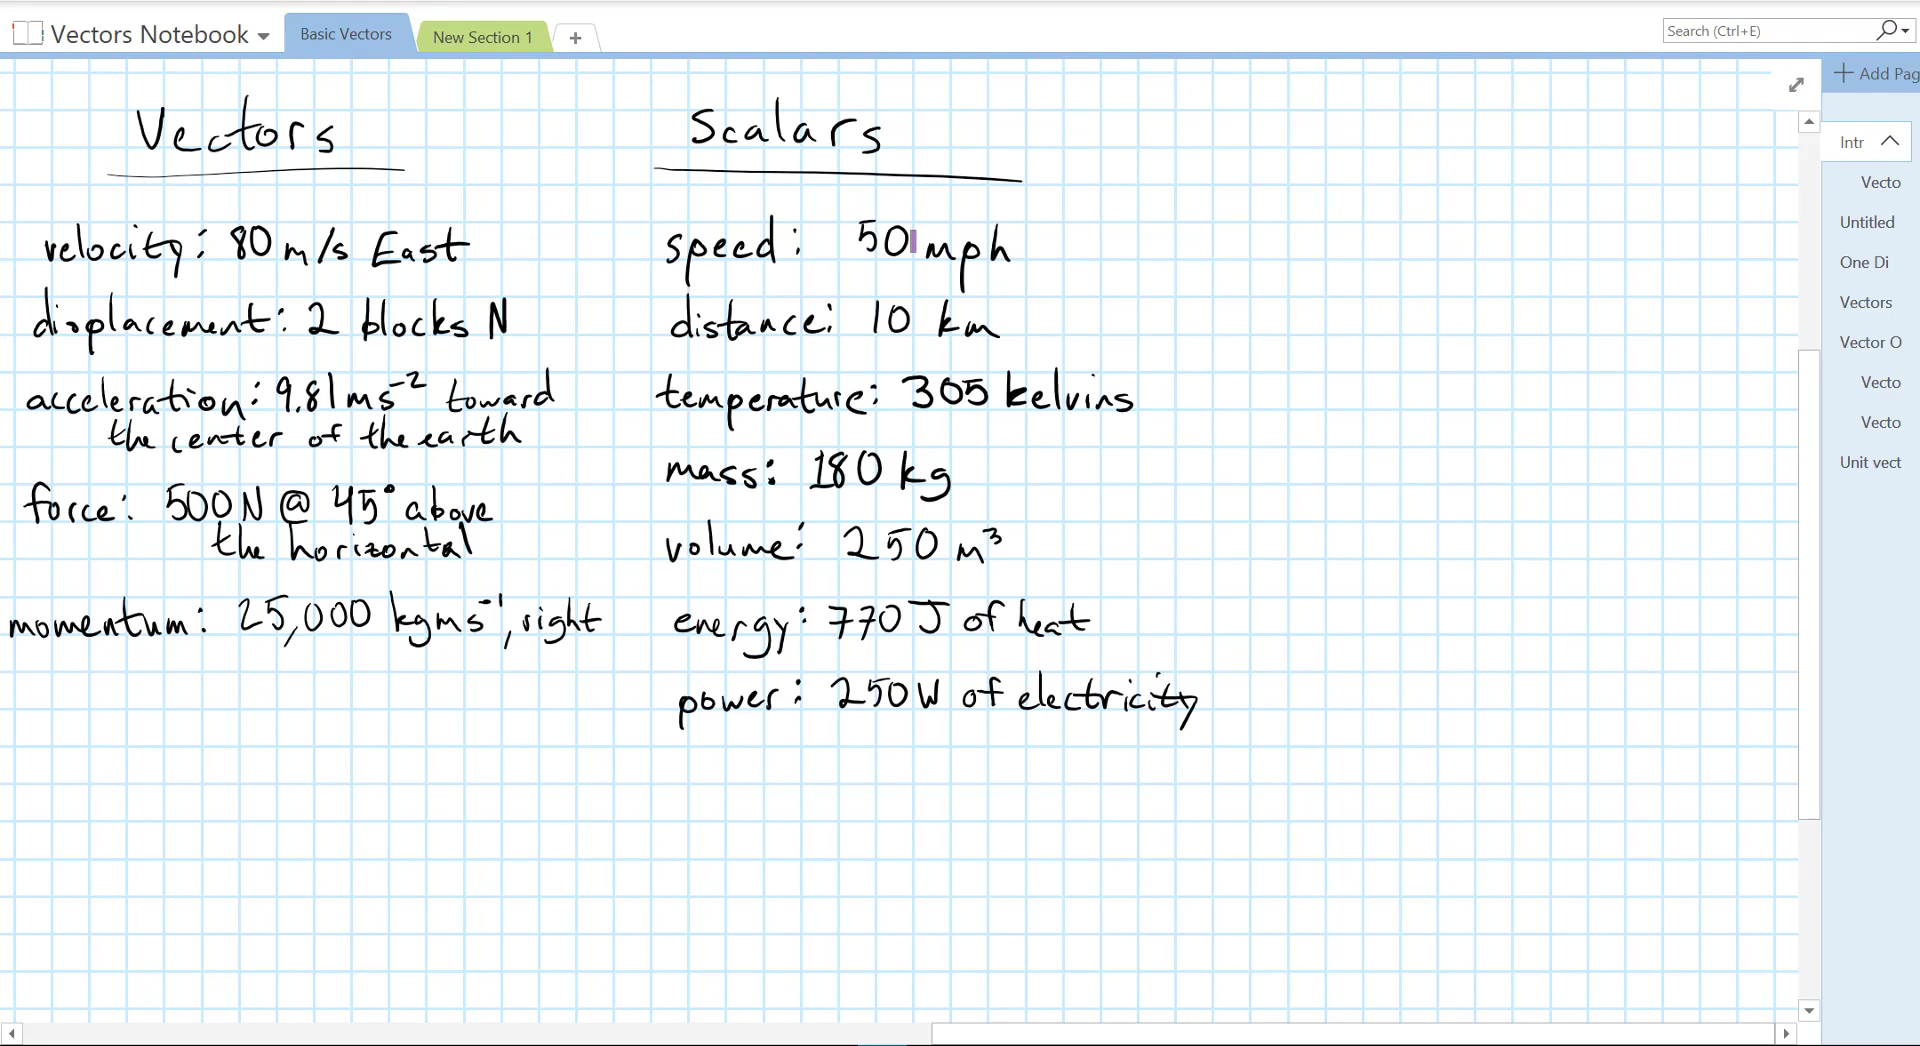 Vectors Notebook
Basic Vectors
New Section 1
Search (Ctrl+E)
Add Pag
Intr
Vecto
Untitled
One Di
Vectors
Vector O
Vecto
Vecto
Unit vect
Vectors
velocity: 80 m/s East
displacement: 2 blocks N
acceleration: 9.81 ms⁻² toward
the center of the earth
force: 500 N @ 45° above
the horizontal
momentum: 25,000 kgms⁻¹, right
Scalars
speed: 50 mph
distance: 10 km
temperature: 305 kelvins
mass: 180 kg
volume: 250 m³
energy: 770 J of heat
power: 250 W of electricity